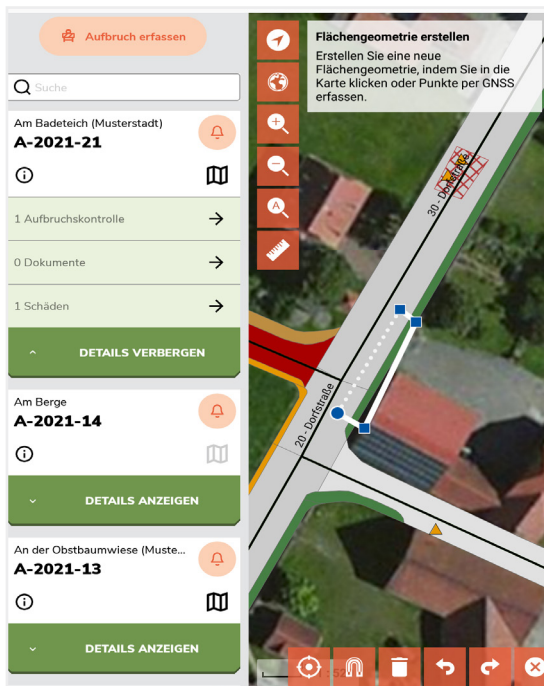 Aufbruch erfassen
Suche
Am Badeteich (Musterstadt)
A-2021-21
1 Aufbruchskontrolle
0 Dokumente
1 Schäden
DETAILS VERBERGEN
Am Berge
A-2021-14
DETAILS ANZEIGEN
An der Obstbaumwiese (Muste...
A-2021-13
DETAILS ANZEIGEN
Flächengeometrie erstellen
Erstellen Sie eine neue
Flächengeometrie, indem Sie in die
Karte klicken oder Punkte per GNSS
erfassen.
A
30 - Dorfstraße
20 - Dorfstraße